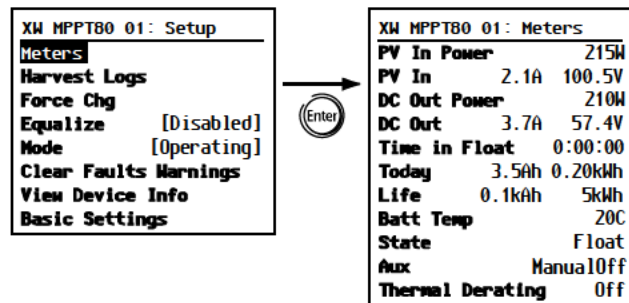 XW MPPT80 01: Setup
Meters
Harvest Logs
Force Chg
Equalize [Disabled]
Mode [Operating]
Clear Faults Warnings
View Device Info
Basic Settings
Enter
XW MPPT80 01: Meters
PV In Power 215W
PV In 2.1A 100.5V
DC Out Power 210W
DC Out 3.7A 57.4V
Time in Float 0:00:00
Today 3.5Ah 0.20kWh
Life 0.1kAh 5kWh
Batt Temp 20C
State Float
Aux ManualOff
Thermal Derating Off